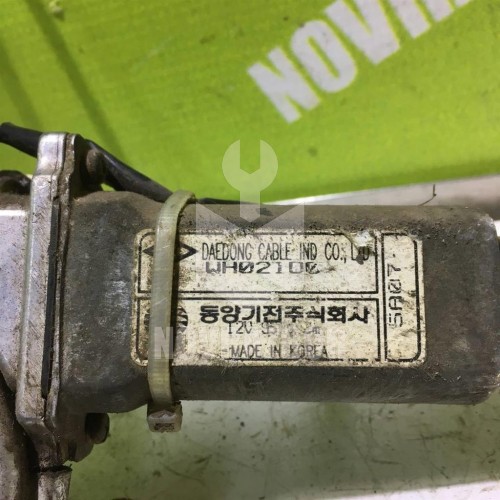 DAEDONG CABLE IND CO., LTD
WH02100
동양기전주식회사
12V
MADE IN KOREA
5A07